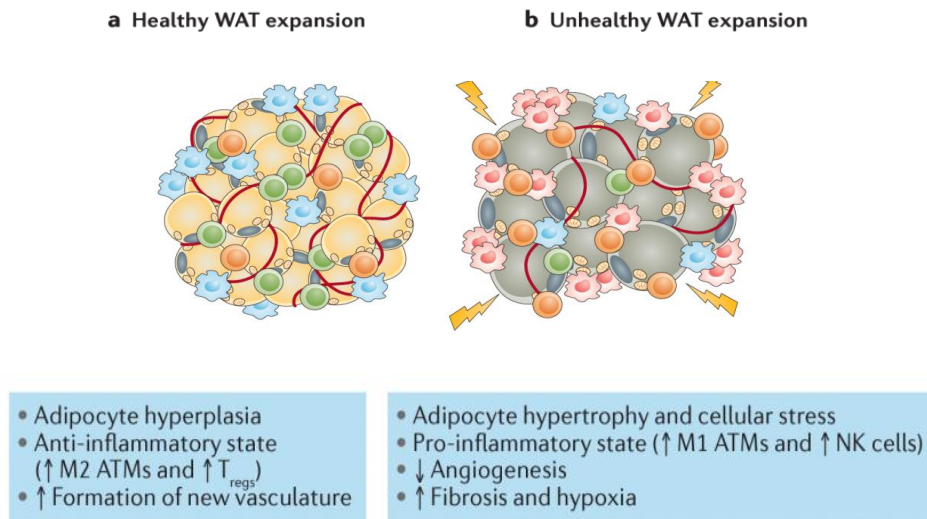 a Healthy WAT expansion
b Unhealthy WAT expansion
• Adipocyte hyperplasia
• Anti-inflammatory state
(↑ M2 ATMs and ↑ Tregs)
• ↑ Formation of new vasculature
• Adipocyte hypertrophy and cellular stress
• Pro-inflammatory state (↑ M1 ATMs and ↑ NK cells)
• ↓ Angiogenesis
• ↑ Fibrosis and hypoxia